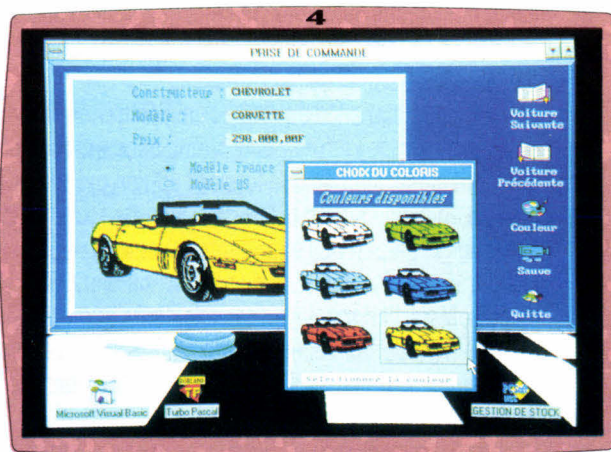 4
PRISE DE COMMANDE
Constructeur : CHEVROLET
Modèle : CORVETTE
Prix : 298.000,00F
Modèle France
Modèle US
Voiture
Suivante
Voiture
Précédente
Couleur
Sauve
Quitte
CHOIX DU COLORIS
Couleurs disponibles
Sélectionner la couleur
Microsoft Visual Basic
BORLAND
Turbo Pascal
GESTION DE STOCK